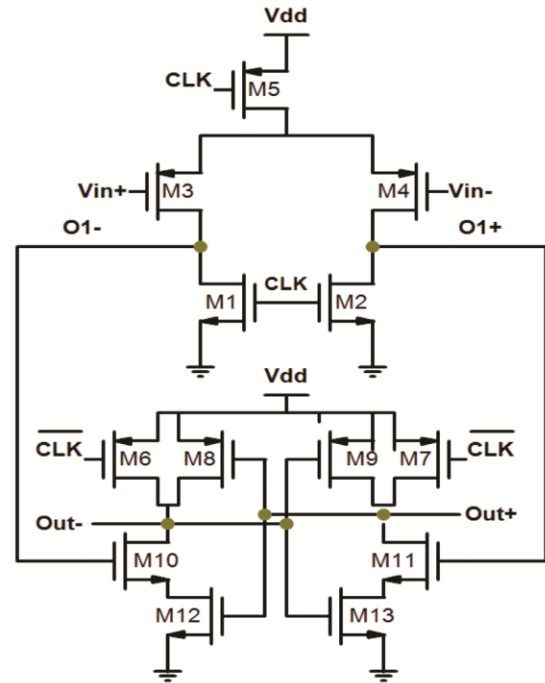 Vdd
CLK
M5
Vin+
M3
M4
Vin-
O1-
O1+
CLK
M1
M2
Vdd
CLK
M6
M8
M9
M7
CLK
Out-
Out+
M10
M11
M12
M13